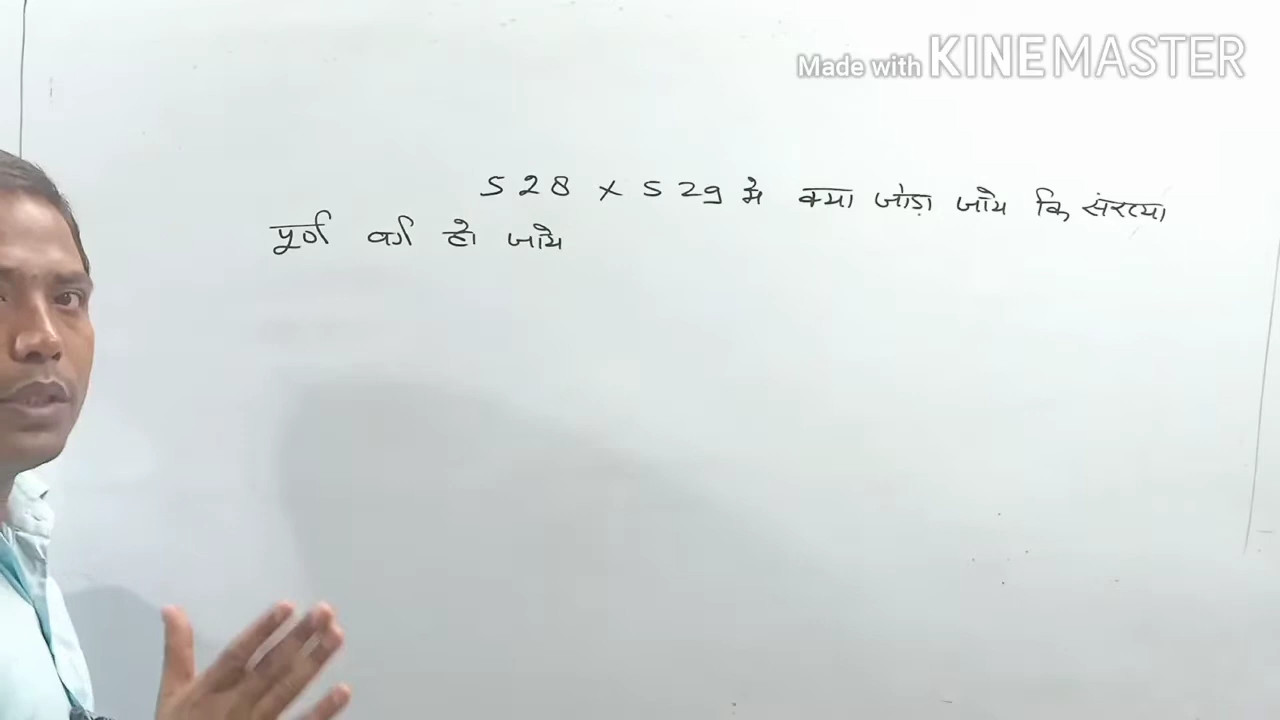 Made with KINEMASTER
528 × 529 मे क्या जोड़ा जाये कि संख्या
पूर्ण वर्ग हो जाये